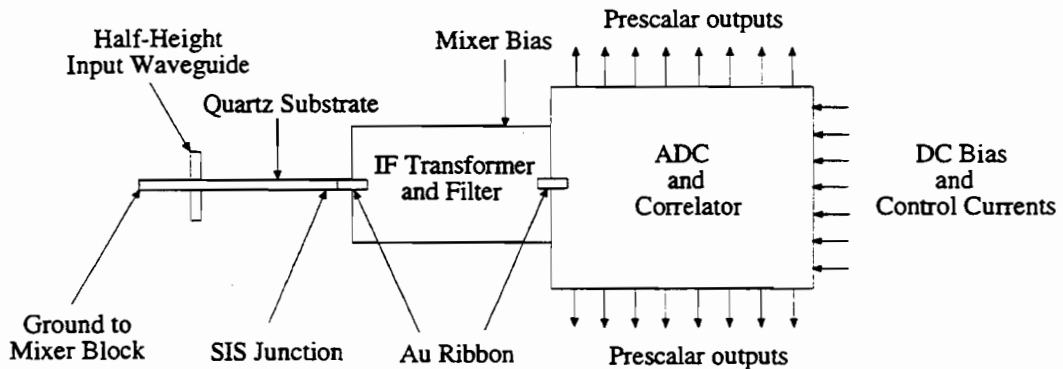 Prescalar outputs
Half-Height
Input Waveguide
Mixer Bias
Quartz Substrate
IF Transformer
and Filter
ADC
and
Correlator
DC Bias
and
Control Currents
Ground to
Mixer Block
SIS Junction
Au Ribbon
Prescalar outputs